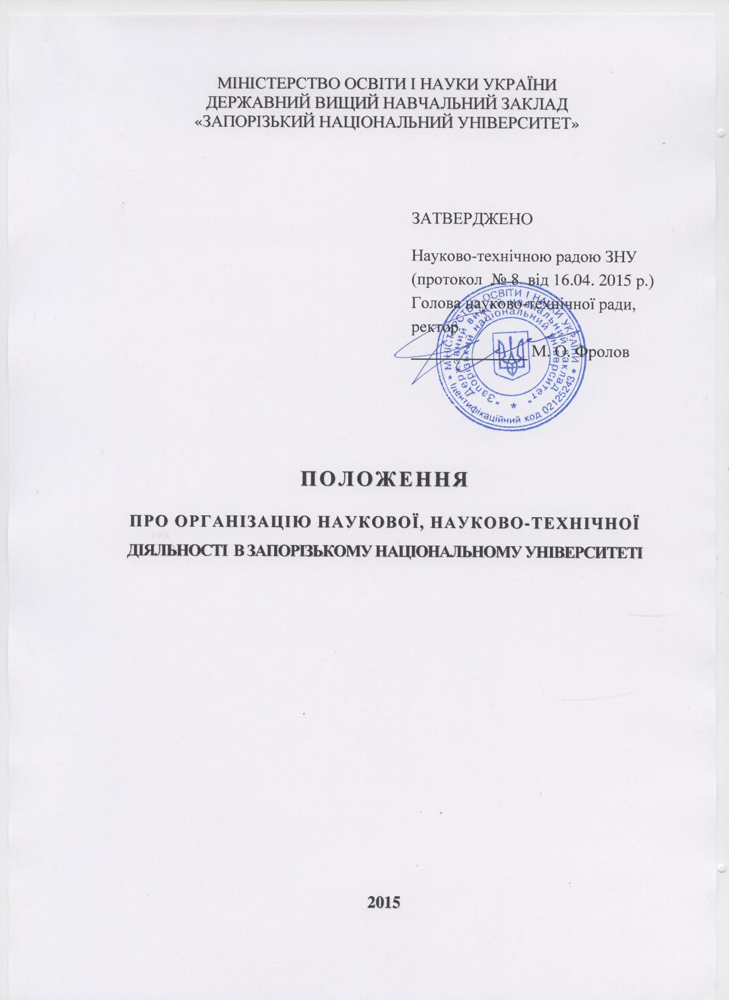 МІНІСТЕРСТВО ОСВІТИ І НАУКИ УКРАЇНИ
ДЕРЖАВНИЙ ВИЩИЙ НАВЧАЛЬНИЙ ЗАКЛАД
«ЗАПОРІЗЬКИЙ НАЦІОНАЛЬНИЙ УНІВЕРСИТЕТ»
ЗАТВЕРДЖЕНО
Науково-технічною радою ЗНУ
(протокол № 8 від 16.04. 2015 р.)
Голова науково-технічної ради,
ректор
М. О. Фролов
* МІНІСТЕРСТВО ОСВІТИ І НАУКИ УКРАЇНИ *
Ідентифікаційний код 02125243
Державний вищий навчальний заклад
"Запорізький національний університет"
*
ПОЛОЖЕННЯ
ПРО ОРГАНІЗАЦІЮ НАУКОВОЇ, НАУКОВО-ТЕХНІЧНОЇ
ДІЯЛЬНОСТІ В ЗАПОРІЗЬКОМУ НАЦІОНАЛЬНОМУ УНІВЕРСИТЕТІ
2015